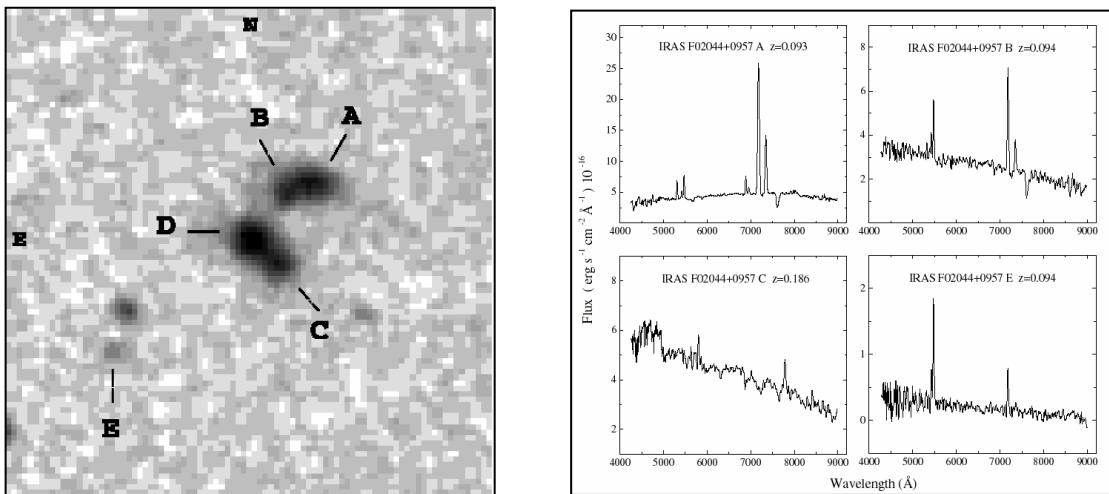 N
B
A
D
E
C
E
IRAS F02044+0957 A z=0.093
IRAS F02044+0957 B z=0.094
IRAS F02044+0957 C z=0.186
IRAS F02044+0957 E z=0.094
30
25
20
15
10
5
8
6
4
2
8
6
4
2
2
1
0
4000 5000 6000 7000 8000 9000
4000 5000 6000 7000 8000 9000
4000 5000 6000 7000 8000 9000
4000 5000 6000 7000 8000 9000
Flux ( erg s⁻¹ cm⁻² Å⁻¹ ) 10⁻¹⁶
Wavelength (Å)